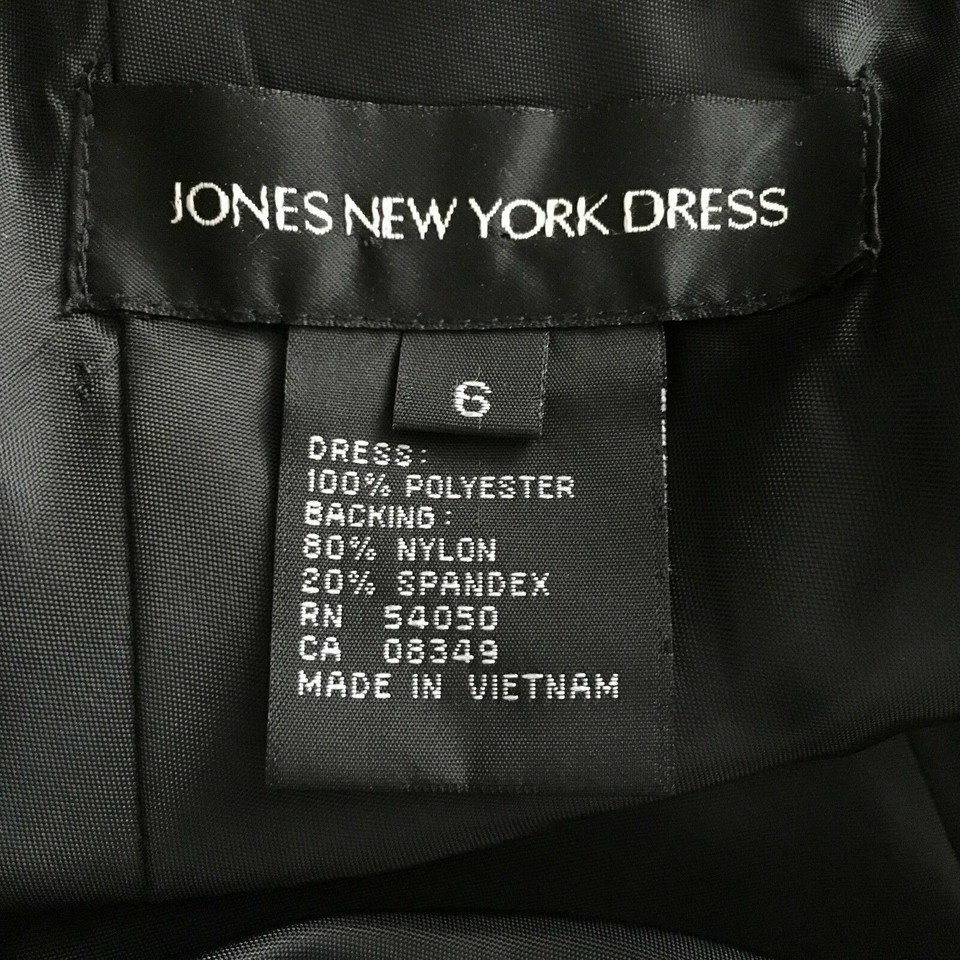 JONES NEW YORK DRESS
6
DRESS:
100% POLYESTER
BACKING:
80% NYLON
20% SPANDEX
RN 54050
CA 08349
MADE IN VIETNAM